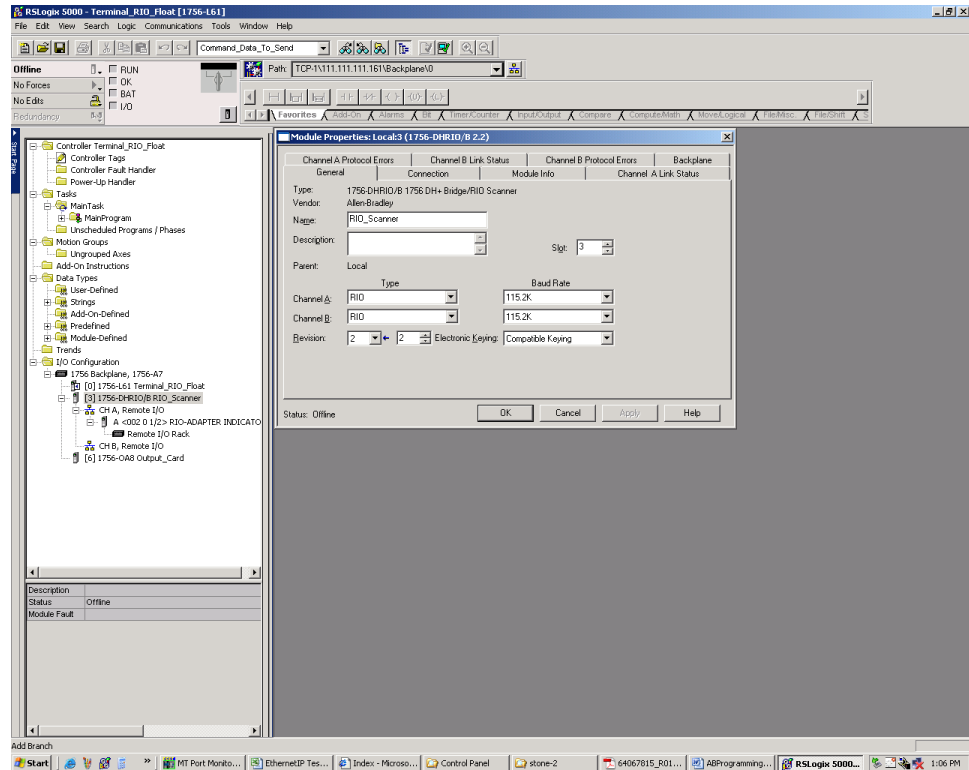 RSLogix 5000 - Terminal_RIO_Float [1756-L61]
File Edit View Search Logic Communications Tools Window Help
Command_Data_To_Send
Offline
RUN
No Forces
OK
No Edits
BAT
Redundancy
I/O
Path: TCP-1\111.111.111.161\Backplane\0
Favorites Add-On Alarms Bit Timer/Counter Input/Output Compare Compute/Math Move/Logical File/Misc. File/Shift S
Start Page
Controller Terminal_RIO_Float
Controller Tags
Controller Fault Handler
Power-Up Handler
Tasks
MainTask
MainProgram
Unscheduled Programs / Phases
Motion Groups
Ungrouped Axes
Add-On Instructions
Data Types
User-Defined
Strings
Add-On-Defined
Predefined
Module-Defined
Trends
I/O Configuration
1756 Backplane, 1756-A7
[0] 1756-L61 Terminal_RIO_Float
[3] 1756-DHRIO/B RIO_Scanner
CH A, Remote I/O
A <002 0 1/2> RIO-ADAPTER INDICATO
Remote I/O Rack
CH B, Remote I/O
[6] 1756-OA8 Output_Card
Description
Status Offline
Module Fault
Module Properties: Local:3 (1756-DHRIO/B 2.2)
Channel A Protocol Errors Channel B Link Status Channel B Protocol Errors Backplane
General Connection Module Info Channel A Link Status
Type: 1756-DHRIO/B 1756 DH+ Bridge/RIO Scanner
Vendor: Allen-Bradley
Name: RIO_Scanner
Description:
Slot: 3
Parent: Local
Type Baud Rate
Channel A: RIO 115.2K
Channel B: RIO 115.2K
Revision: 2 2 Electronic Keying: Compatible Keying
Status: Offline
OK Cancel Apply Help
Add Branch
Start » MT Port Monito... EthernetIP Tes... Index - Microso... Control Panel stone-2 64067815_R01... ABProgramming... RSLogix 5000... 1:06 PM